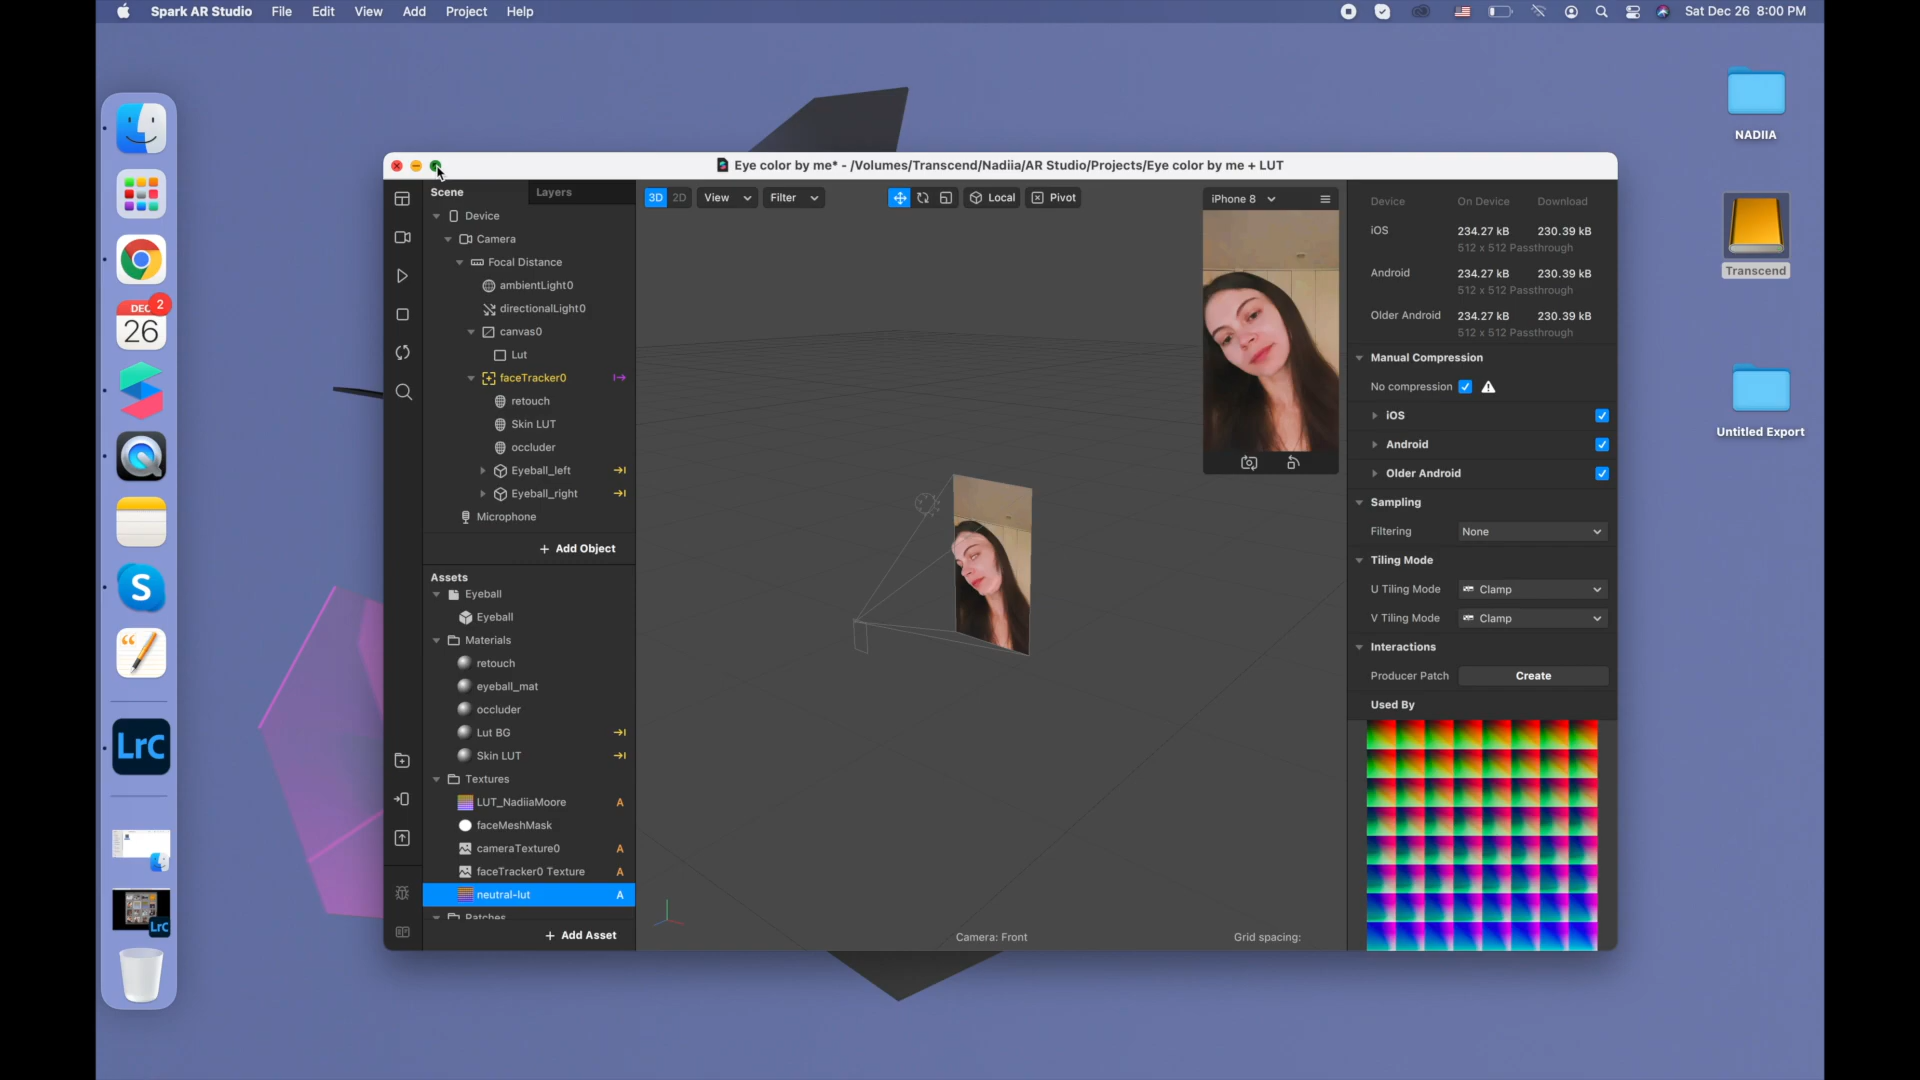 Spark AR Studio File Edit View Add Project Help Sat Dec 26 8:00 PM
NADIIA
Transcend
Untitled Export
DEC 2
26
S
LrC
LrC
Eye color by me* - /Volumes/Transcend/Nadiia/AR Studio/Projects/Eye color by me + LUT
Scene Layers
Device
Camera
Focal Distance
ambientLight0
directionalLight0
canvas0
Lut
faceTracker0
retouch
Skin LUT
occluder
Eyeball_left
Eyeball_right
Microphone
+ Add Object
Assets
Eyeball
Eyeball
Materials
retouch
eyeball_mat
occluder
Lut BG
Skin LUT
Textures
LUT_NadiiaMoore A
faceMeshMask
cameraTexture0 A
faceTracker0 Texture A
neutral-lut A
Patches
+ Add Asset
3D 2D View Filter Local Pivot
iPhone 8
Camera: Front Grid spacing:
Device On Device Download
iOS 234.27 kB 230.39 kB
512 x 512 Passthrough
Android 234.27 kB 230.39 kB
512 x 512 Passthrough
Older Android 234.27 kB 230.39 kB
512 x 512 Passthrough
Manual Compression
No compression
iOS
Android
Older Android
Sampling
Filtering None
Tiling Mode
U Tiling Mode Clamp
V Tiling Mode Clamp
Interactions
Producer Patch Create
Used By